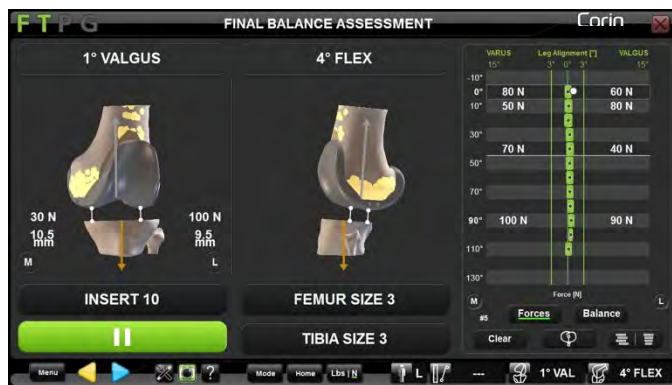 FTPG
FINAL BALANCE ASSESSMENT
Corin
1° VALGUS
4° FLEX
VARUS
Leg Alignment [°]
VALGUS
15°
3°
0°
3°
15°
-10°
0°
80 N
60 N
10°
50 N
80 N
30°
70 N
40 N
50°
70°
90°
100 N
90 N
110°
130°
30 N
10.5
mm
100 N
9.5
mm
M
L
INSERT 10
FEMUR SIZE 3
TIBIA SIZE 3
Force [N]
M
L
#5
Forces
Balance
Clear
Menu
?
Mode
Home
Lbs | N
L
---
1° VAL
4° FLEX